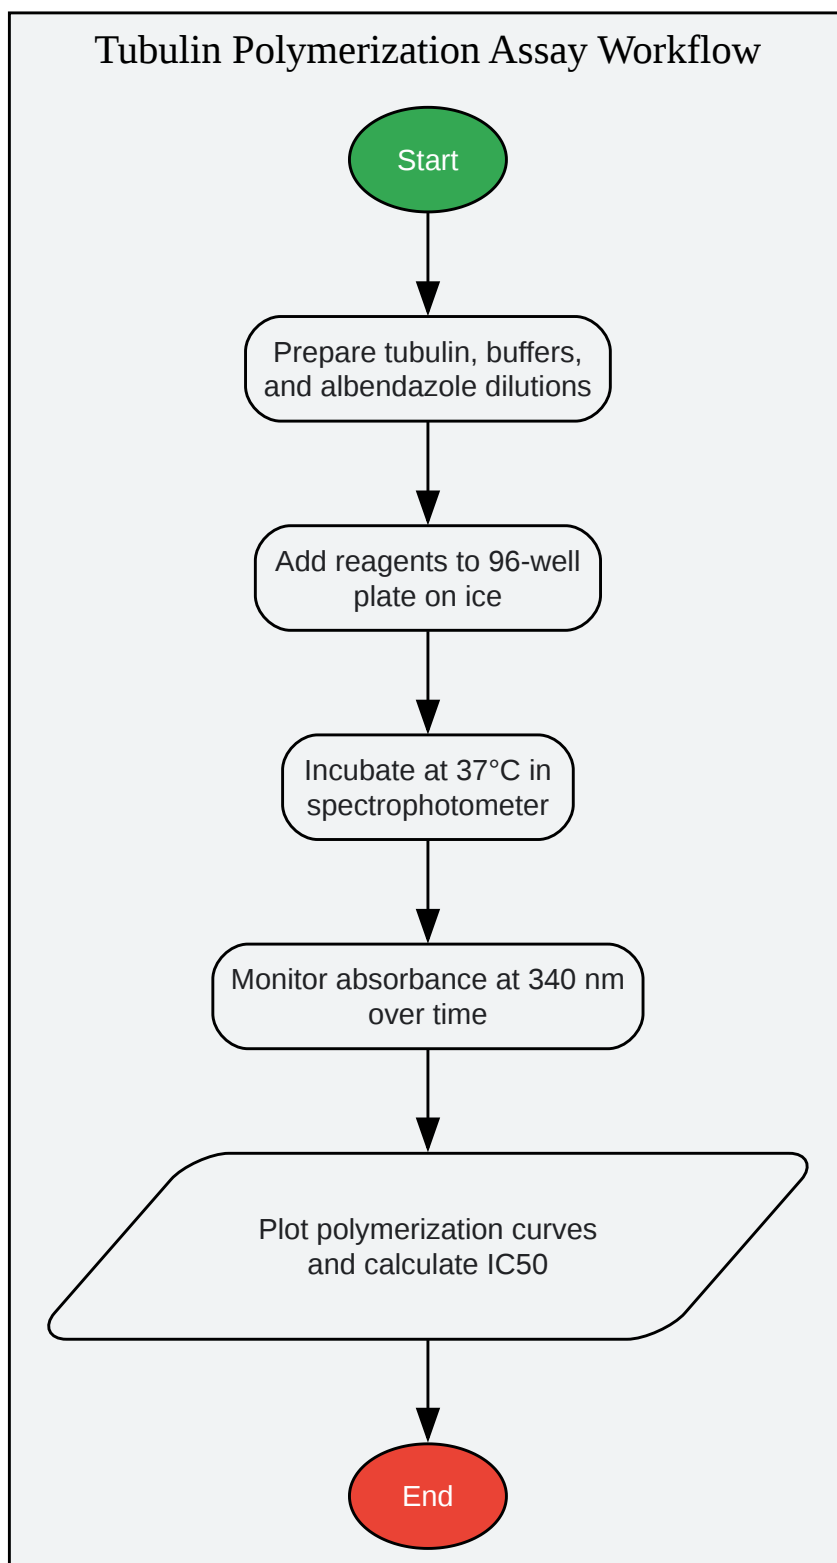 Tubulin Polymerization Assay Workflow
Start
Prepare tubulin, buffers,
and albendazole dilutions
Add reagents to 96-well
plate on ice
Incubate at 37°C in
spectrophotometer
Monitor absorbance at 340 nm
over time
Plot polymerization curves
and calculate IC50
End